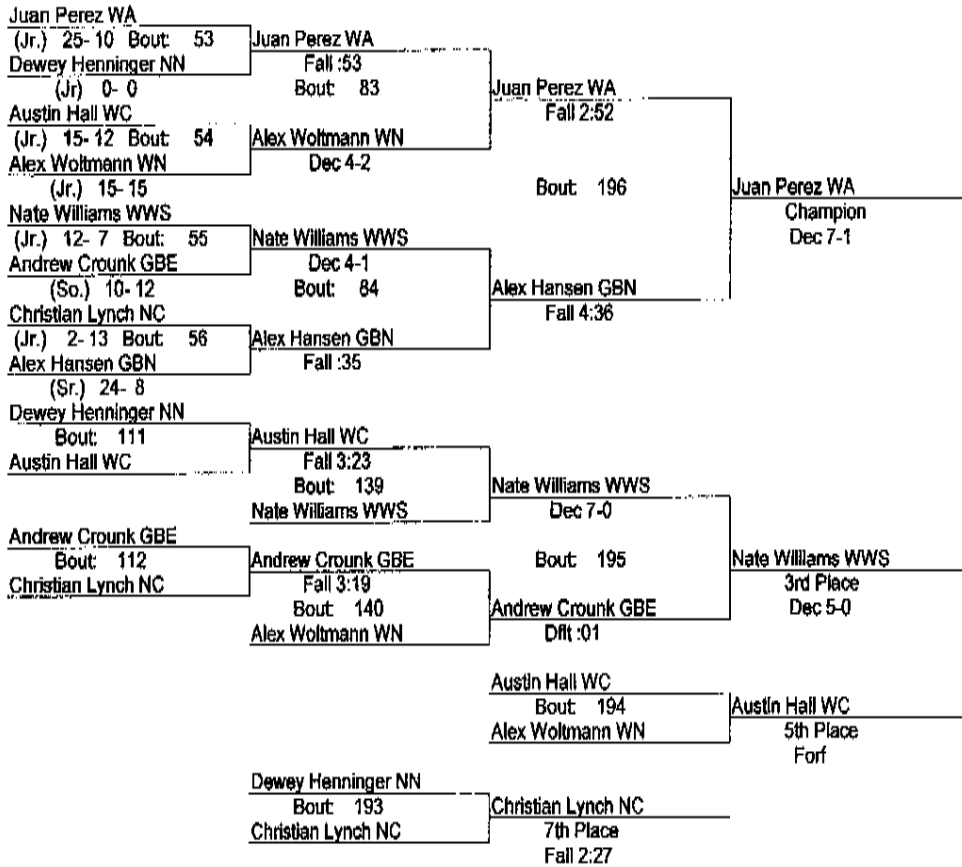 Juan Perez WA
(Jr.) 25- 10 Bout: 53
Dewey Henninger NN
(Jr) 0- 0
Austin Hall WC
(Jr.) 15- 12 Bout: 54
Alex Woltmann WN
(Jr.) 15- 15
Nate Williams WWS
(Jr.) 12- 7 Bout: 55
Andrew Crounk GBE
(So.) 10- 12
Christian Lynch NC
(Jr.) 2- 13 Bout: 56
Alex Hansen GBN
(Sr.) 24- 8
Juan Perez WA
Fall :53
Bout: 83
Alex Woltmann WN
Dec 4-2
Nate Williams WWS
Dec 4-1
Bout: 84
Alex Hansen GBN
Fall :35
Juan Perez WA
Fall 2:52
Bout: 196
Alex Hansen GBN
Fall 4:36
Juan Perez WA
Champion
Dec 7-1
Dewey Henninger NN
Bout: 111
Austin Hall WC
Andrew Crounk GBE
Bout: 112
Christian Lynch NC
Austin Hall WC
Fall 3:23
Bout: 139
Nate Williams WWS
Andrew Crounk GBE
Fall 3:19
Bout: 140
Alex Woltmann WN
Nate Williams WWS
Dec 7-0
Bout: 195
Andrew Crounk GBE
Dflt :01
Nate Williams WWS
3rd Place
Dec 5-0
Austin Hall WC
Bout: 194
Alex Woltmann WN
Austin Hall WC
5th Place
Forf
Dewey Henninger NN
Bout: 193
Christian Lynch NC
Christian Lynch NC
7th Place
Fall 2:27